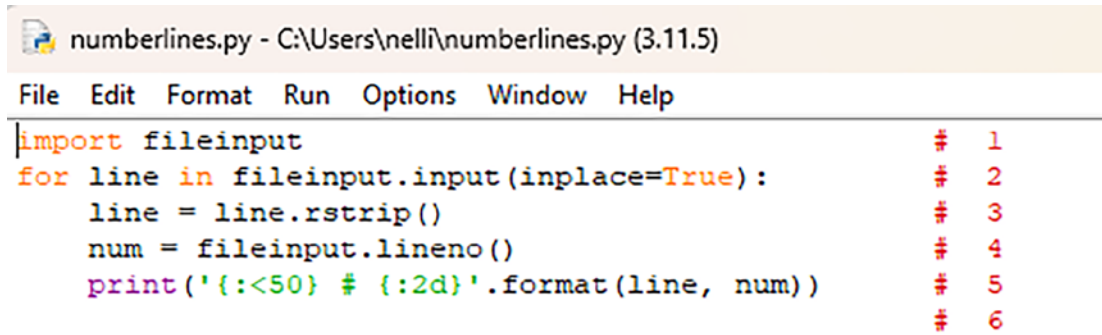 numberlines.py - C:\Users\nelli\numberlines.py (3.11.5)
File Edit Format Run Options Window Help
import fileinput                                   #  1
for line in fileinput.input(inplace=True):         #  2
    line = line.rstrip()                           #  3
    num = fileinput.lineno()                       #  4
    print('{:<50} # {:2d}'.format(line, num))      #  5
                                                   #  6